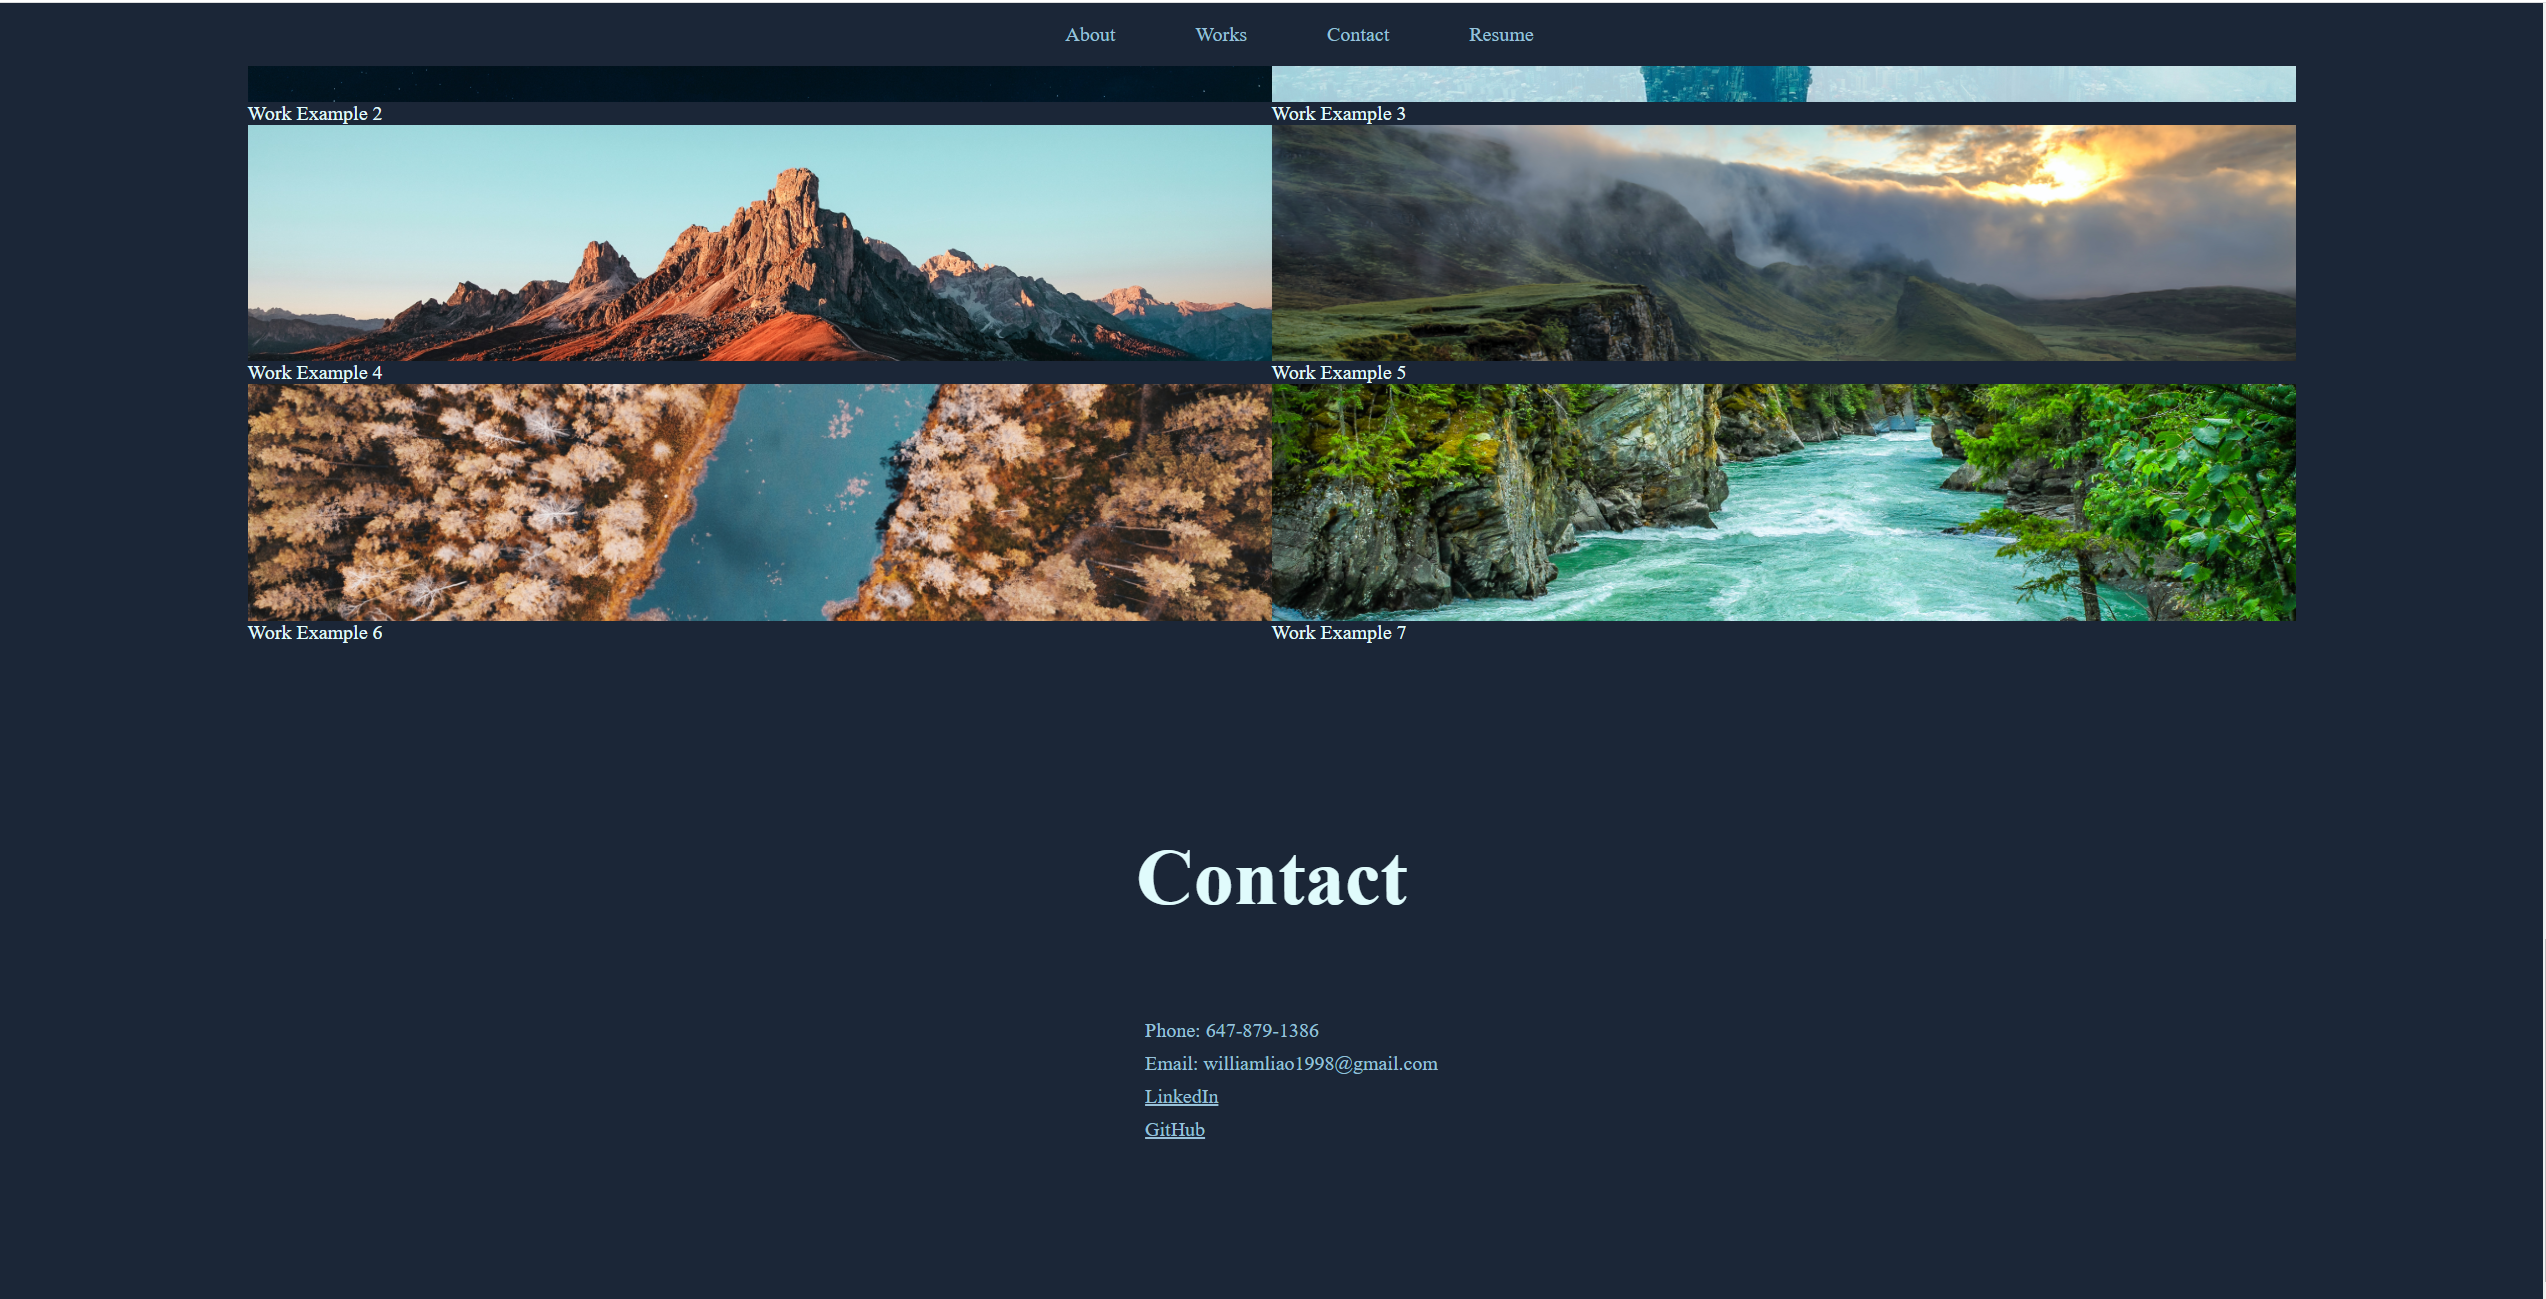 About Works Contact Resume
Work Example 2 Work Example 3
Work Example 4 Work Example 5
Work Example 6 Work Example 7
Contact
Phone: 647-879-1386
Email: williamliao1998@gmail.com
LinkedIn
GitHub